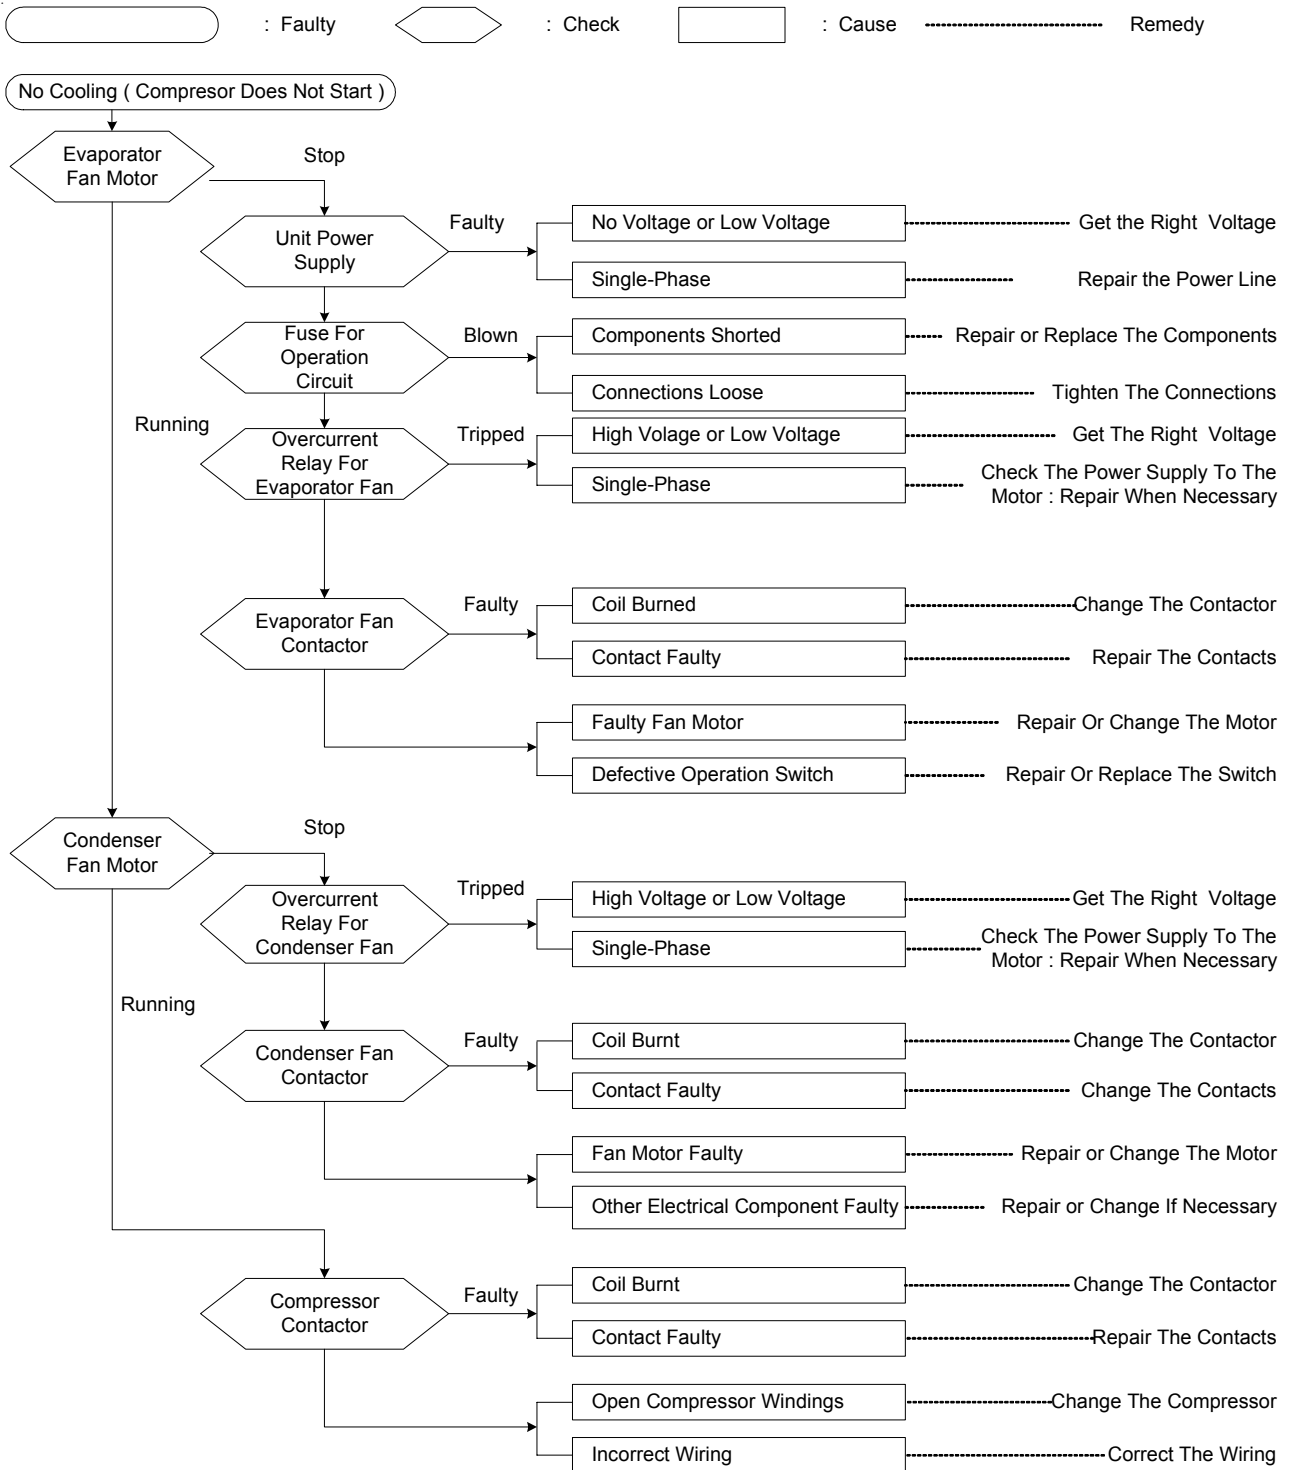 : Faulty
: Check
: Cause
Remedy
No Cooling ( Compresor Does Not Start )
Evaporator
Fan Motor
Stop
Unit Power
Supply
Faulty
No Voltage or Low Voltage
Get the Right Voltage
Single-Phase
Repair the Power Line
Fuse For
Operation
Circuit
Blown
Components Shorted
Repair or Replace The Components
Connections Loose
Tighten The Connections
Running
Overcurrent
Relay For
Evaporator Fan
Tripped
High Volage or Low Voltage
Get The Right Voltage
Single-Phase
Check The Power Supply To The
Motor : Repair When Necessary
Evaporator Fan
Contactor
Faulty
Coil Burned
Change The Contactor
Contact Faulty
Repair The Contacts
Faulty Fan Motor
Repair Or Change The Motor
Defective Operation Switch
Repair Or Replace The Switch
Condenser
Fan Motor
Stop
Overcurrent
Relay For
Condenser Fan
Tripped
High Voltage or Low Voltage
Get The Right Voltage
Single-Phase
Check The Power Supply To The
Motor : Repair When Necessary
Running
Condenser Fan
Contactor
Faulty
Coil Burnt
Change The Contactor
Contact Faulty
Change The Contacts
Fan Motor Faulty
Repair or Change The Motor
Other Electrical Component Faulty
Repair or Change If Necessary
Compressor
Contactor
Faulty
Coil Burnt
Change The Contactor
Contact Faulty
Repair The Contacts
Open Compressor Windings
Change The Compressor
Incorrect Wiring
Correct The Wiring